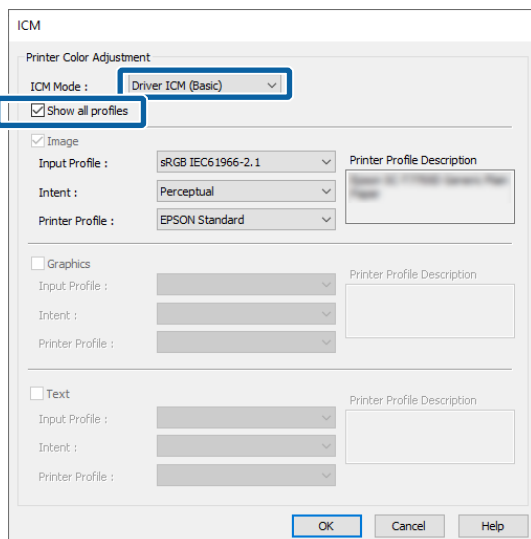 ICM
Printer Color Adjustment
ICM Mode : Driver ICM (Basic)
Show all profiles
Image
Input Profile : sRGB IEC61966-2.1 Printer Profile Description
Intent : Perceptual
Printer Profile : EPSON Standard
Graphics
Input Profile : Printer Profile Description
Intent :
Printer Profile :
Text
Input Profile : Printer Profile Description
Intent :
Printer Profile :
OK Cancel Help